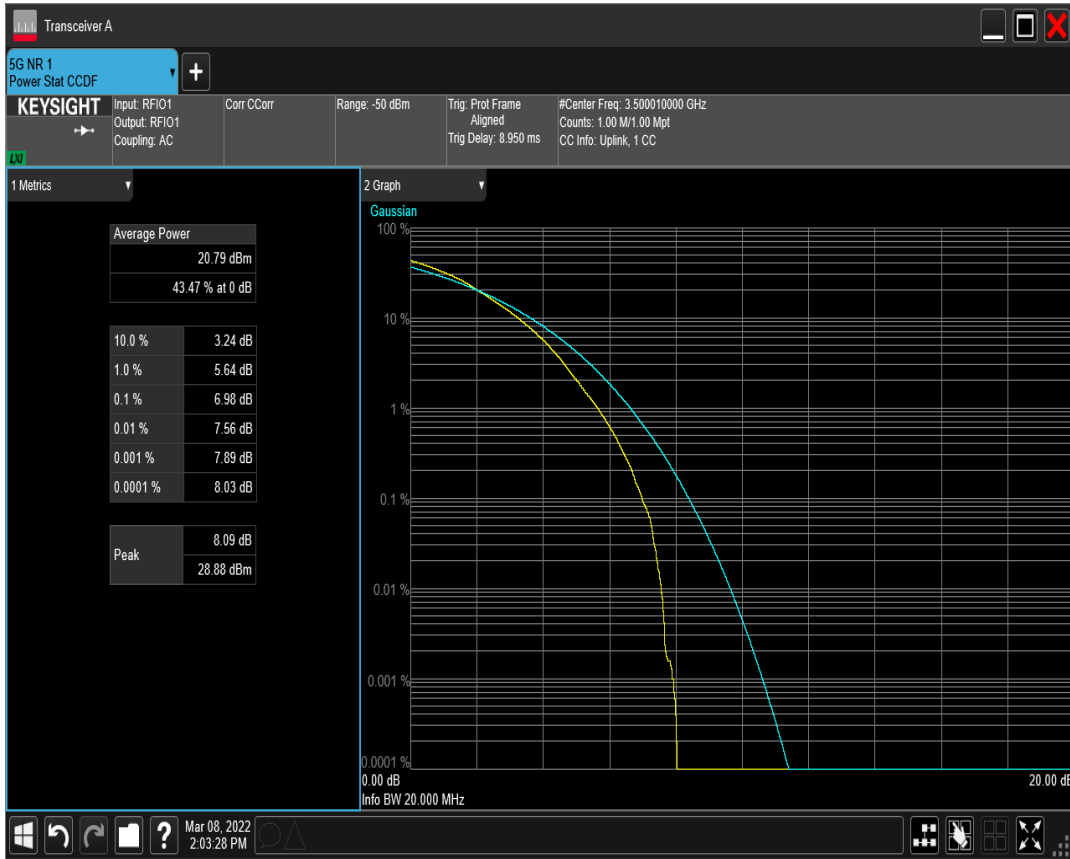 Transceiver A
5G NR 1
Power Stat CCDF
KEYSIGHT
LXI
Input: RFIO1
Output: RFIO1
Coupling: AC
Corr CCorr
Range: -50 dBm
Trig: Prot Frame
Aligned
Trig Delay: 8.950 ms
#Center Freq: 3.500010000 GHz
Counts: 1.00 M/1.00 Mpt
CC Info: Uplink, 1 CC
1 Metrics
Average Power
20.79 dBm
43.47 % at 0 dB
10.0 % 3.24 dB
1.0 % 5.64 dB
0.1 % 6.98 dB
0.01 % 7.56 dB
0.001 % 7.89 dB
0.0001 % 8.03 dB
Peak
8.09 dB
28.88 dBm
2 Graph
Gaussian
100 %
10 %
1 %
0.1 %
0.01 %
0.001 %
0.0001 %
0.00 dB 20.00 dB
Info BW 20.000 MHz
?
Mar 08, 2022
2:03:28 PM